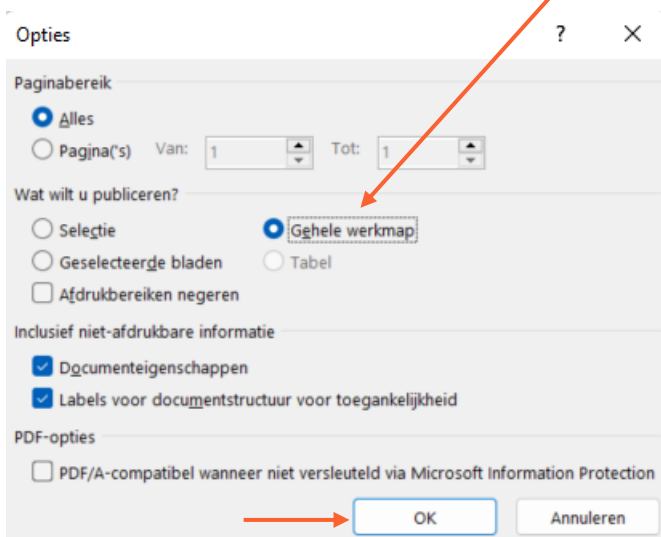 Opties ? ×
Paginabereik
Alles
Pagina('s) Van: 1 Tot: 1
Wat wilt u publiceren?
Selectie Gehele werkmap
Geselecteerde bladen Tabel
Afdrukbereiken negeren
Inclusief niet-afdrukbare informatie
Documenteigenschappen
Labels voor documentstructuur voor toegankelijkheid
PDF-opties
PDF/A-compatibel wanneer niet versleuteld via Microsoft Information Protection
OK Annuleren